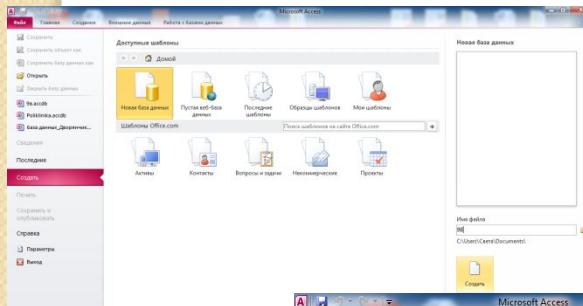 Microsoft Access
Файл Главная Создание Внешние данные Работа с базами данных
Сохранить
Сохранить объект как
Сохранить базу данных как
Открыть
Закрыть базу данных
9в.accdb
Poliklinika.accdb
База данных_Дворянчик...
Сведения
Последние
Создать
Печать
Сохранить и опубликовать
Справка
Параметры
Выход
Доступные шаблоны
Домой
Новая база данных
Пустая веб-база данных
Последние шаблоны
Образцы шаблонов
Мои шаблоны
Шаблоны Office.com
Поиск шаблонов на сайте Office.com
Активы
Контакты
Вопросы и задачи
Некоммерческие
Проекты
Новая база данных
Имя файла
C:\Users\Света\Documents\
Создать
Microsoft Access